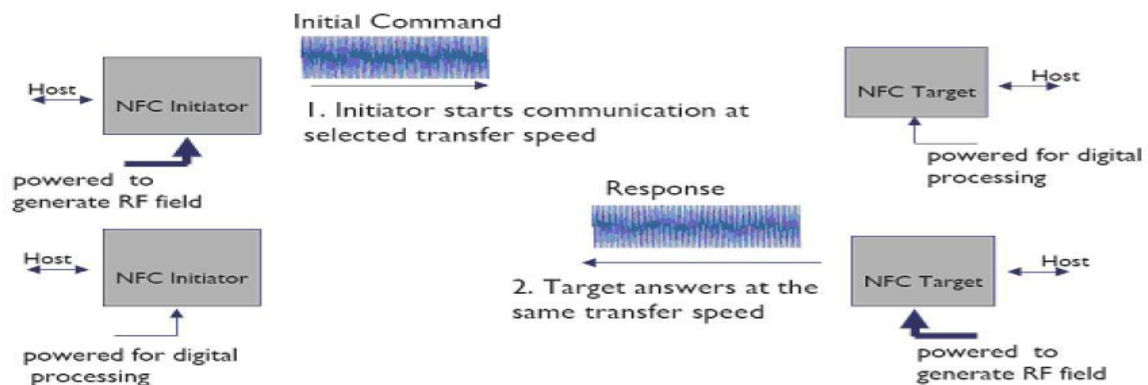 Initial Command
Host
NFC Initiator
1. Initiator starts communication at
selected transfer speed
powered to
generate RF field
Host
NFC Target
powered for digital
processing
Response
Host
NFC Initiator
2. Target answers at the
same transfer speed
powered for digital
processing
Host
NFC Target
powered to
generate RF field